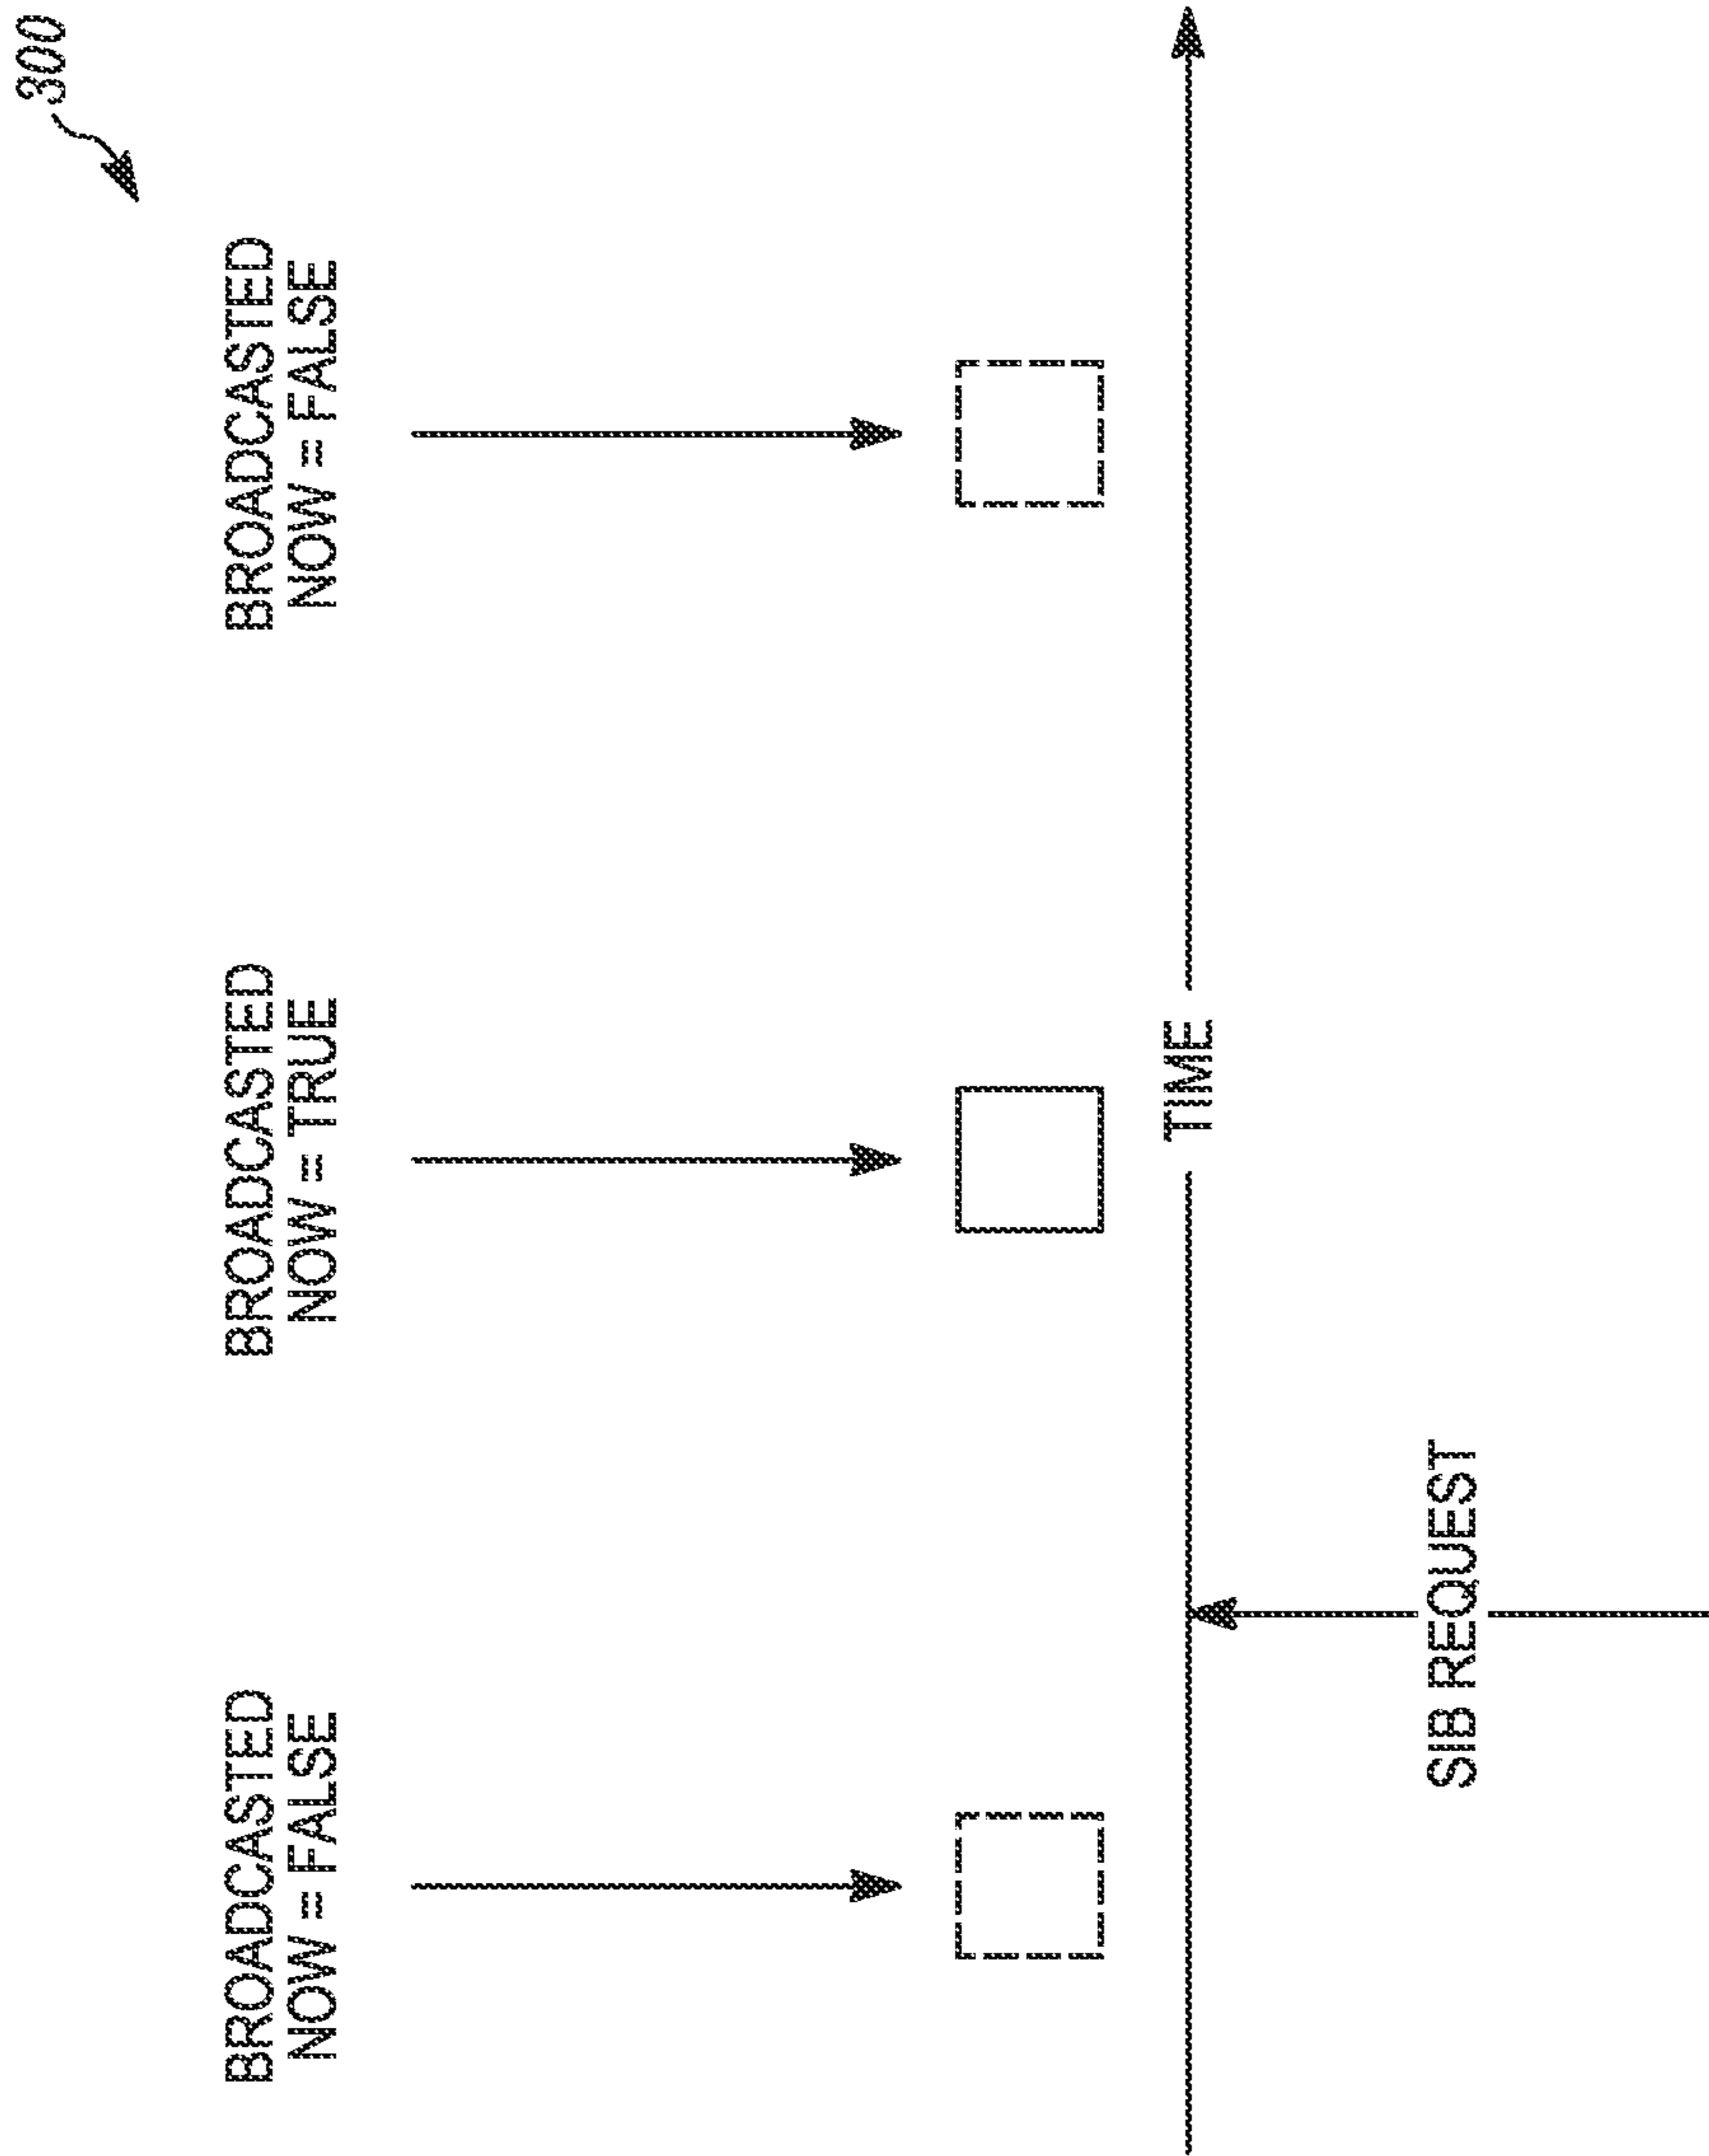 300
BROADCASTED
NOW = FALSE
BROADCASTED
NOW = TRUE
BROADCASTED
NOW = FALSE
TIME
SIB REQUEST